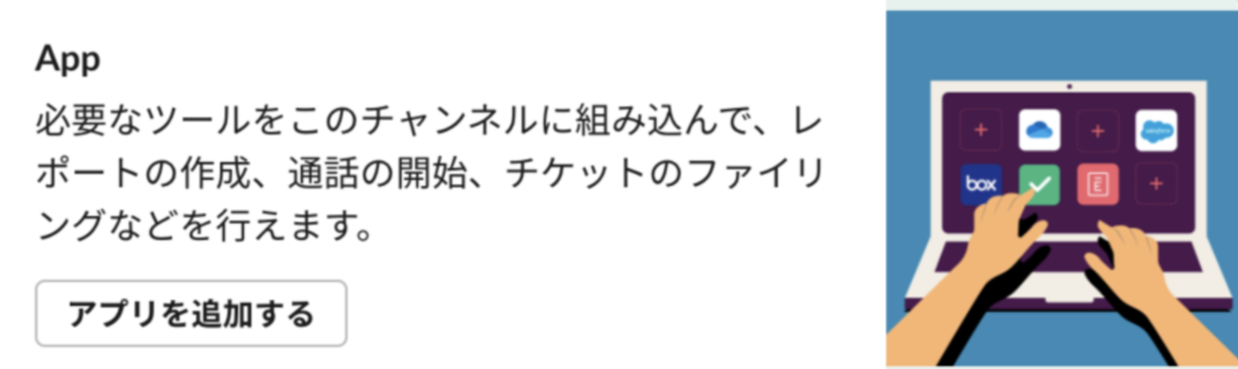 App
必要なツールをこのチャンネルに組み込んで、レ
ポートの作成、通話の開始、チケットのファイリ
ングなどを行えます。
アプリを追加する
box